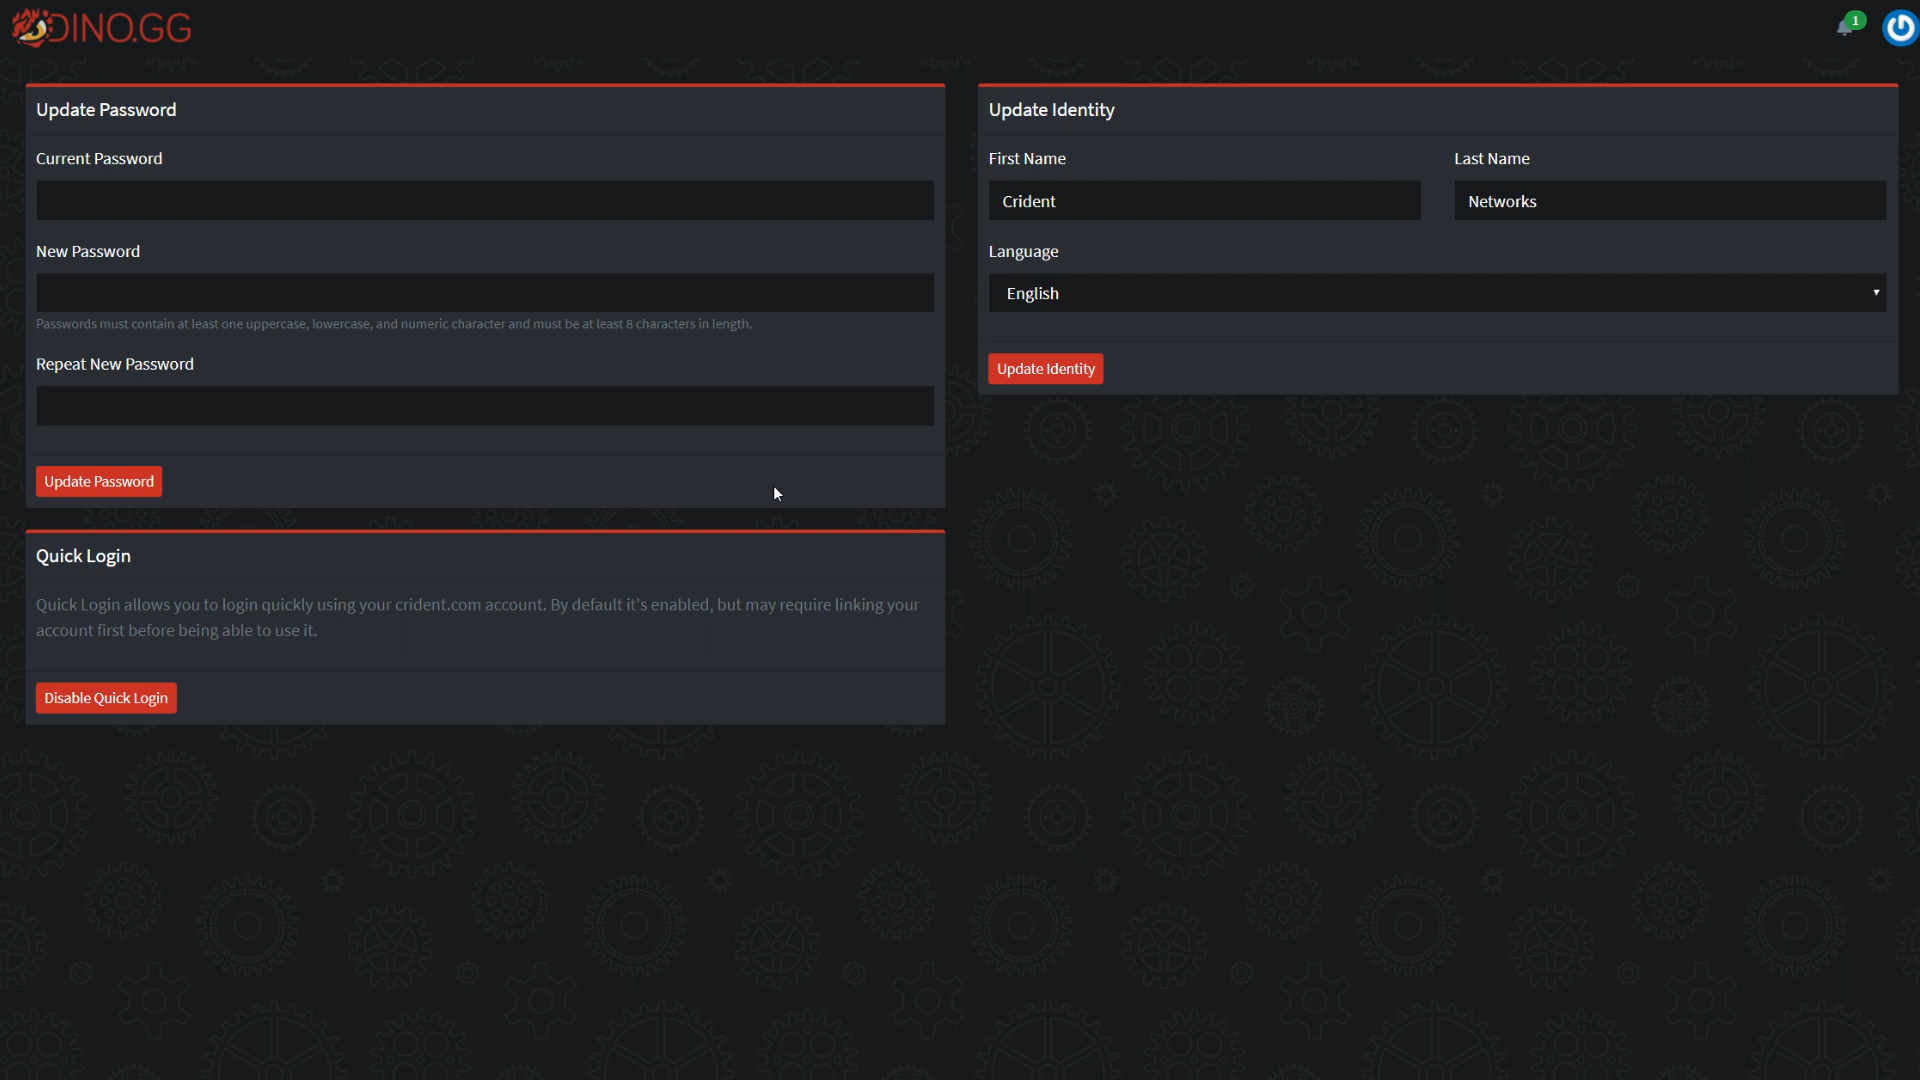 DINO.GG
1
Update Password
Current Password
New Password
Passwords must contain at least one uppercase, lowercase, and numeric character and must be at least 8 characters in length.
Repeat New Password
Update Password
Quick Login
Quick Login allows you to login quickly using your crident.com account. By default it's enabled, but may require linking your
account first before being able to use it.
Disable Quick Login
Update Identity
First Name
Last Name
Crident
Networks
Language
English
Update Identity